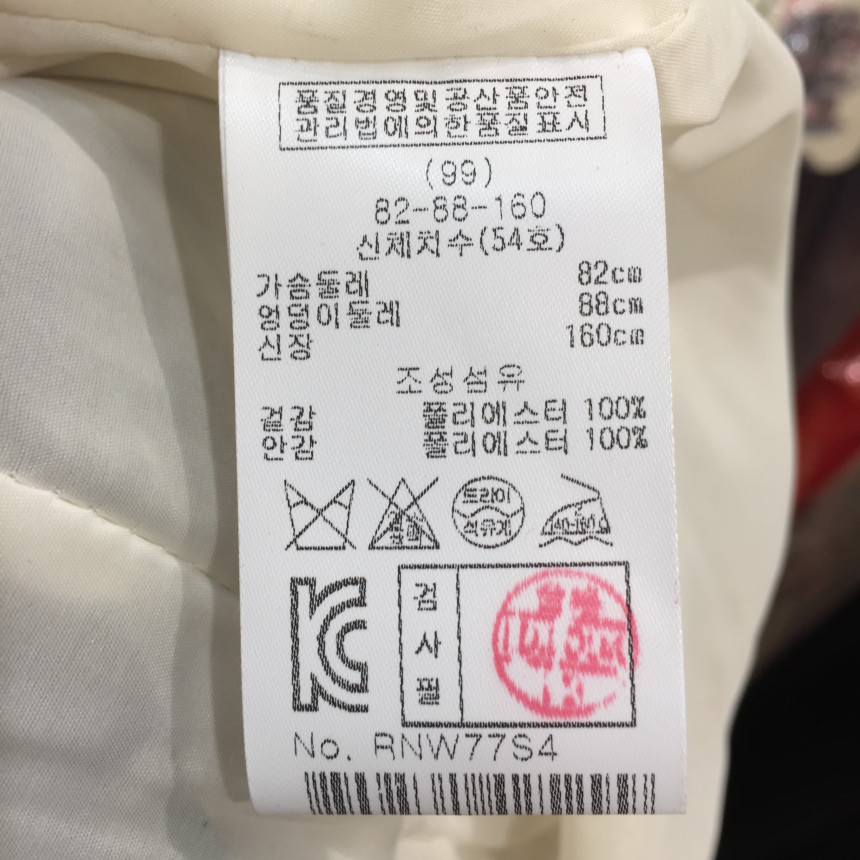 품질경영및공산품안전
관리법에의한품질표시
(99)
82-88-160
신체치수(54호)
가슴둘레 82cm
엉덩이둘레 88cm
신장 160cm
조성섬유
겉감 폴리에스터 100%
안감 폴리에스터 100%
드라이
석유계
140-160℃
KC
검
사
필
No. RNW77S4